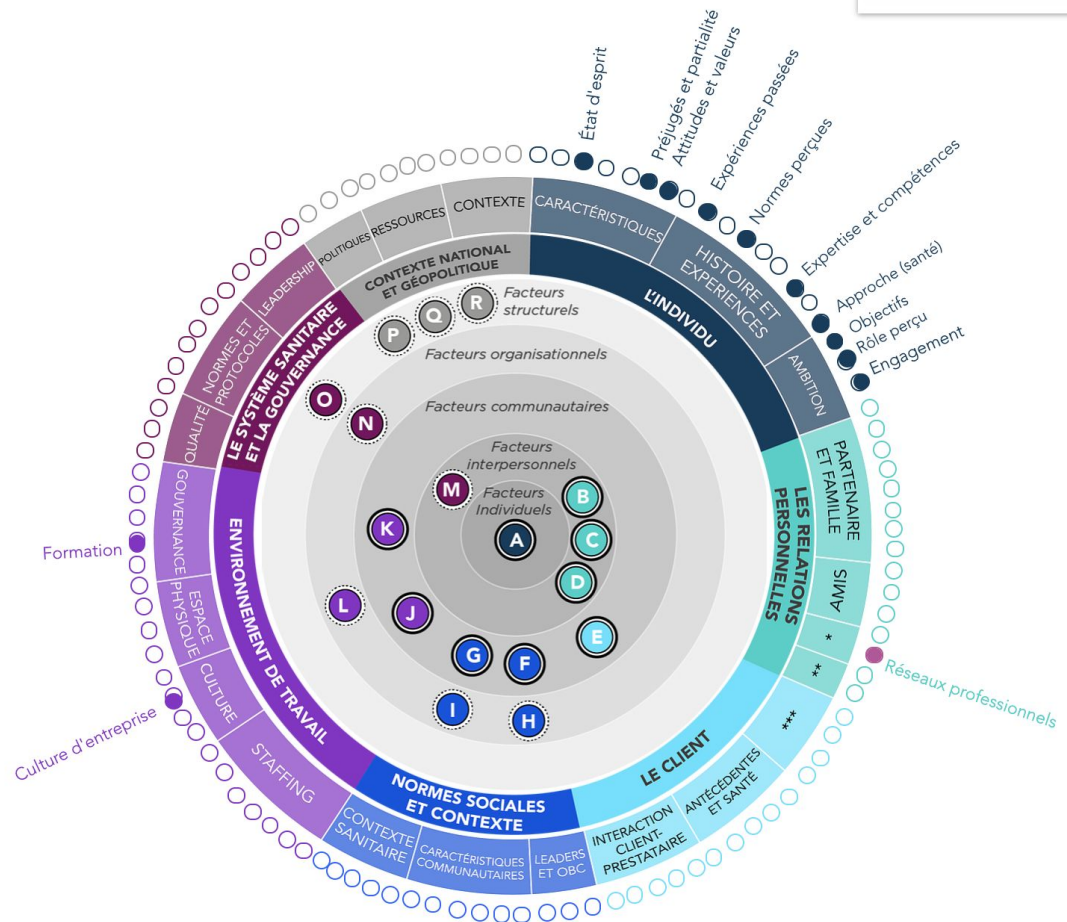 État d'esprit
Préjugés et partialité
Attitudes et valeurs
Expériences passées
Normes perçues
Expertise et compétences
Approche (santé)
Objectifs
Rôle perçu
Engagement
Réseaux professionnels
Formation
Culture d'entreprise
POLITIQUES
RESSOURCES
CONTEXTE
CARACTÉRISTIQUES
HISTOIRE ET
EXPERIENCES
AMBITION
PARTENAIRE
ET FAMILLE
AMIS
*
**
***
ANTÉCÉDENTES
ET SANTÉ
INTERACTION
CLIENT-
PRESTATAIRE
LEADERS
ET OBC
CARACTÉRISTIQUES
COMMUNAUTAIRES
CONTEXTE
SANITAIRE
STAFFING
CULTURE
ESPACE
PHYSIQUE
GOUVERNANCE
QUALITÉ
NORMES ET
PROTOCOLES
LEADERSHIP
CONTEXTE NATIONAL
ET GÉOPOLITIQUE
L'INDIVIDU
LES RELATIONS
PERSONNELLES
LE CLIENT
NORMES SOCIALES
ET CONTEXTE
ENVIRONNEMENT DE TRAVAIL
LE SYSTÈME SANITAIRE
ET LA GOUVERNANCE
Facteurs
structurels
Facteurs organisationnels
Facteurs communautaires
Facteurs
interpersonnels
Facteurs
Individuels
R
Q
P
O
N
M
B
K
A
C
D
L
J
E
G
F
I
H